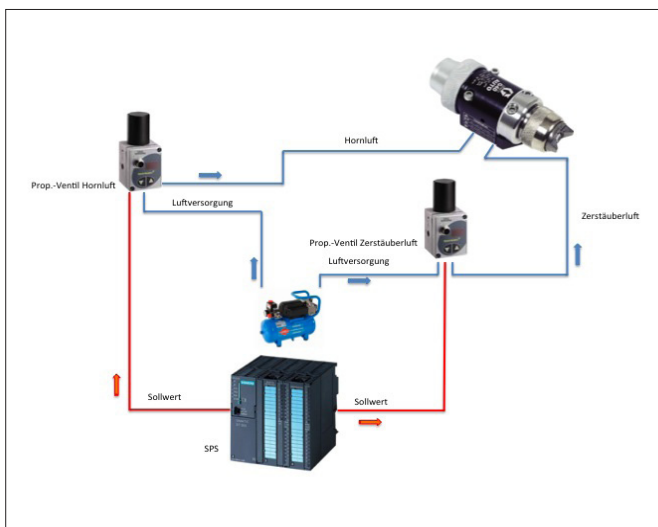 Hornluft
Prop.-Ventil Hornluft
Luftversorgung
Zerstäuberluft
Prop.-Ventil Zerstäuberluft
Luftversorgung
Sollwert
Sollwert
SPS